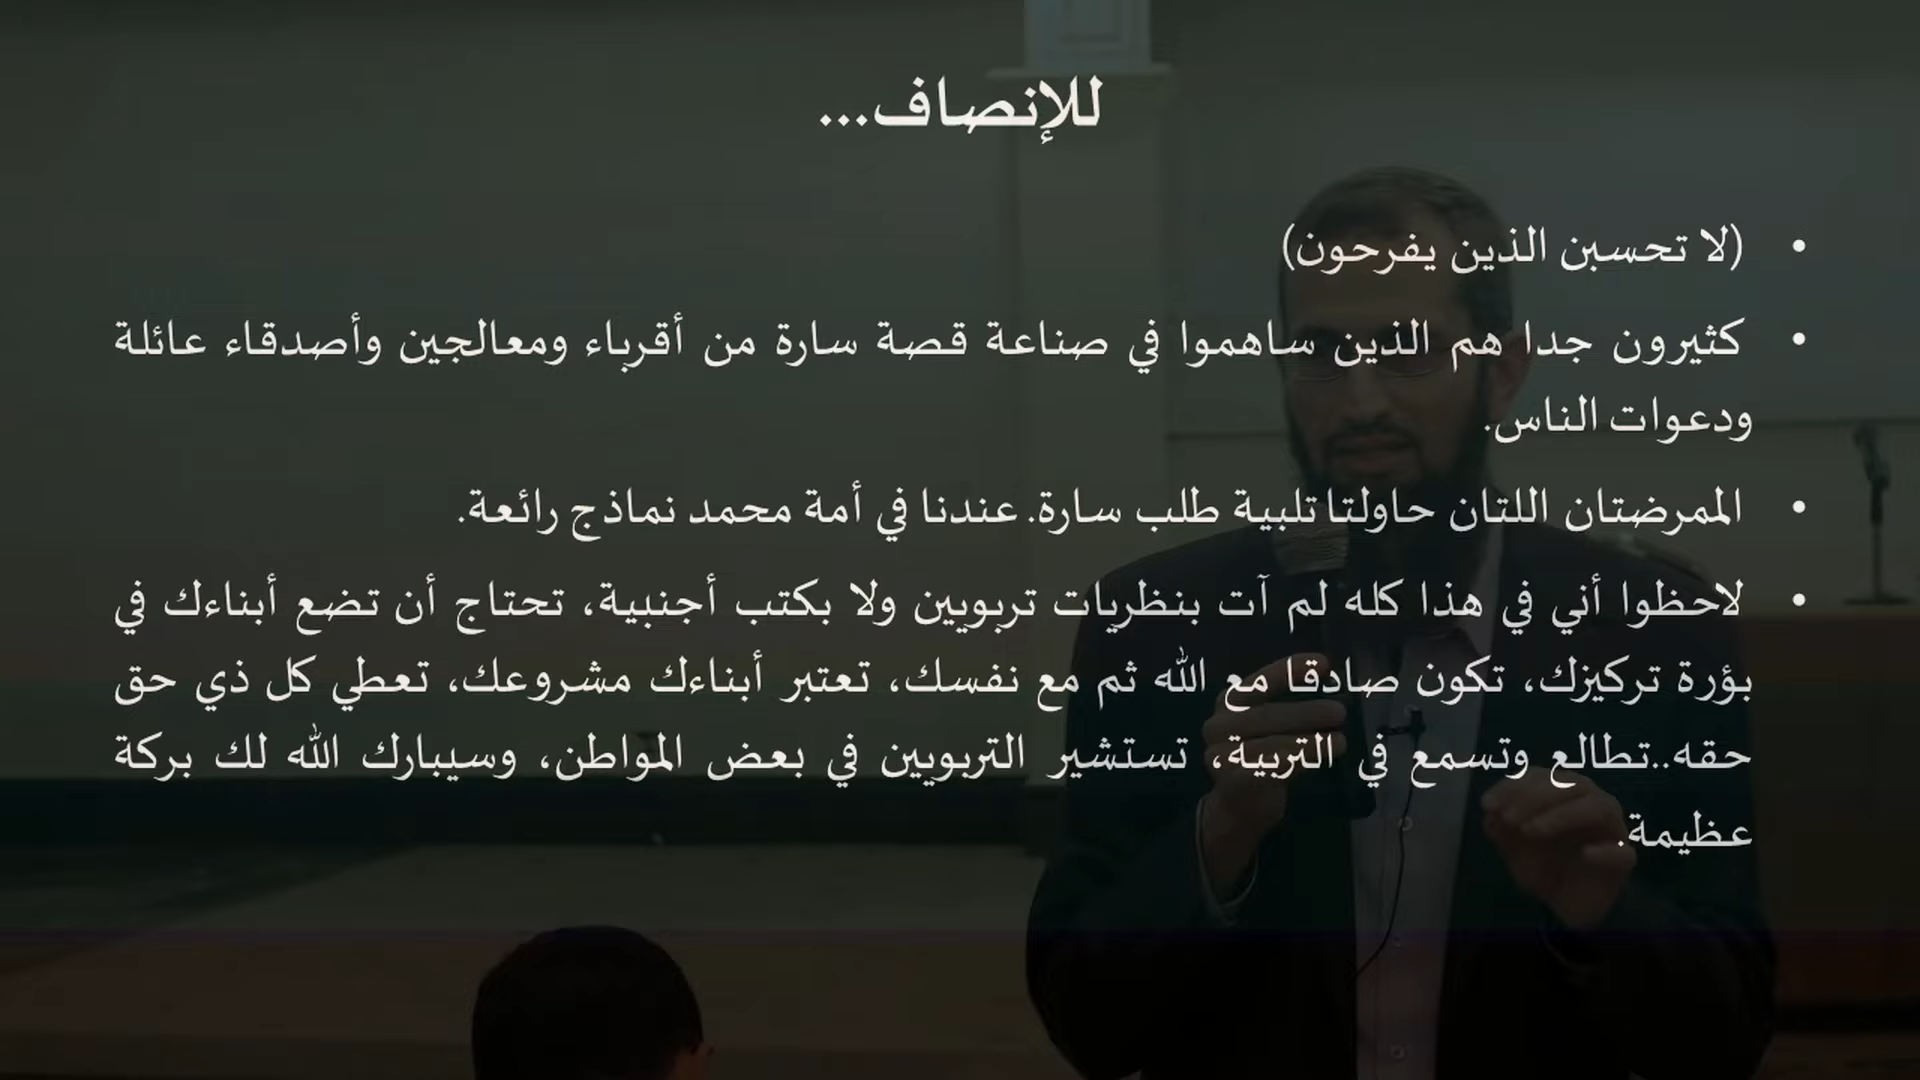 للإنصاف...
• (لا تحسبن الذين يفرحون)
• كثيرون جدا هم الذين ساهموا في صناعة قصة سارة من أقرباء ومعالجين وأصدقاء عائلة
ودعوات الناس.
• الممرضتان اللتان حاولتا تلبية طلب سارة. عندنا في أمة محمد نماذج رائعة.
• لاحظوا أني في هذا كله لم آت بنظريات تربويين ولا بكتب أجنبية، تحتاج أن تضع أبناءك في
بؤرة تركيزك، تكون صادقا مع الله ثم مع نفسك، تعتبر أبناءك مشروعك، تعطي كل ذي حق
حقه..تطالع وتسمع في التربية، تستشير التربويين في بعض المواطن، وسيبارك الله لك بركة
عظيمة.